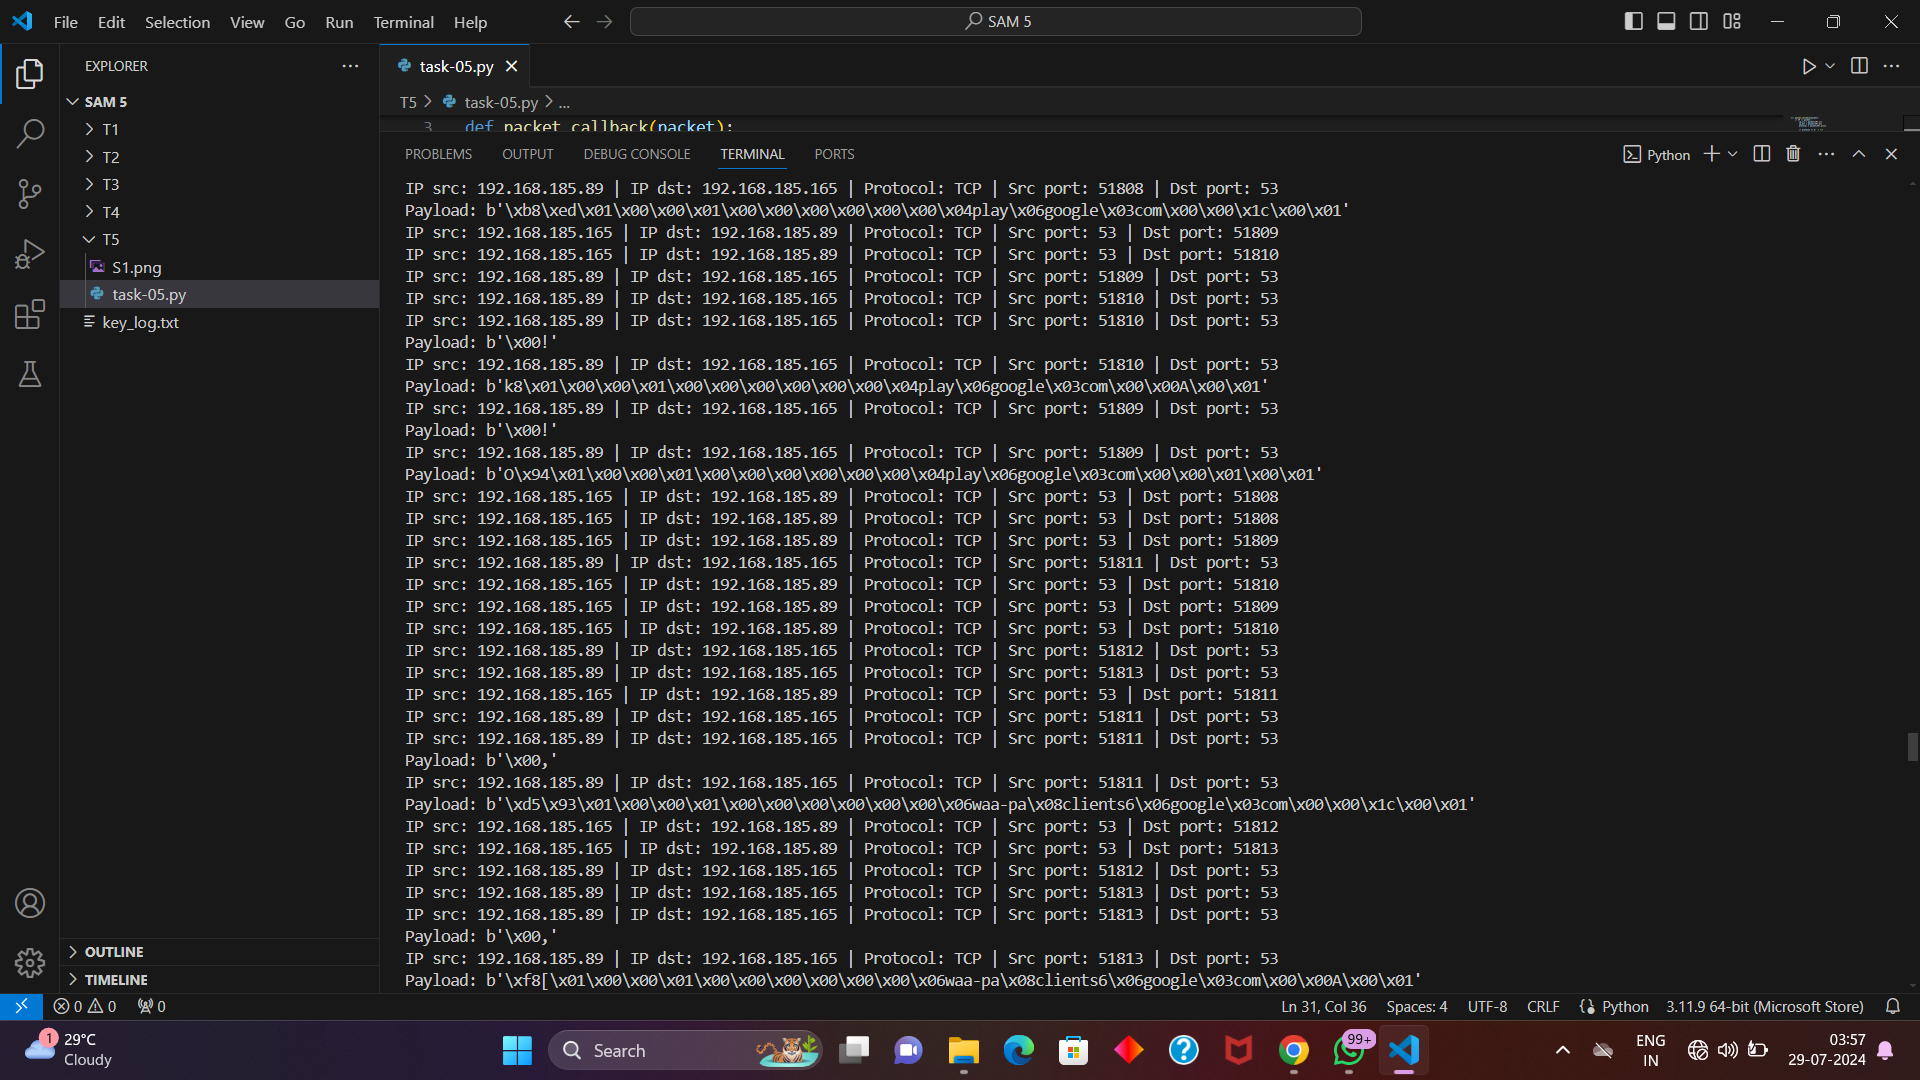 File Edit Selection View Go Run Terminal Help
SAM 5
EXPLORER
SAM 5
T1
T2
T3
T4
T5
S1.png
task-05.py
key_log.txt
OUTLINE
TIMELINE
task-05.py
T5 > task-05.py > ...
3 def packet_callback(packet):
PROBLEMS OUTPUT DEBUG CONSOLE TERMINAL PORTS
Python
IP src: 192.168.185.89 | IP dst: 192.168.185.165 | Protocol: TCP | Src port: 51808 | Dst port: 53
Payload: b'\xb8\xed\x01\x00\x00\x01\x00\x00\x00\x00\x00\x00\x04play\x06google\x03com\x00\x00\x1c\x00\x01'
IP src: 192.168.185.165 | IP dst: 192.168.185.89 | Protocol: TCP | Src port: 53 | Dst port: 51809
IP src: 192.168.185.165 | IP dst: 192.168.185.89 | Protocol: TCP | Src port: 53 | Dst port: 51810
IP src: 192.168.185.89 | IP dst: 192.168.185.165 | Protocol: TCP | Src port: 51809 | Dst port: 53
IP src: 192.168.185.89 | IP dst: 192.168.185.165 | Protocol: TCP | Src port: 51810 | Dst port: 53
IP src: 192.168.185.89 | IP dst: 192.168.185.165 | Protocol: TCP | Src port: 51810 | Dst port: 53
Payload: b'\x00!'
IP src: 192.168.185.89 | IP dst: 192.168.185.165 | Protocol: TCP | Src port: 51810 | Dst port: 53
Payload: b'k8\x01\x00\x00\x01\x00\x00\x00\x00\x00\x00\x04play\x06google\x03com\x00\x00A\x00\x01'
IP src: 192.168.185.89 | IP dst: 192.168.185.165 | Protocol: TCP | Src port: 51809 | Dst port: 53
Payload: b'\x00!'
IP src: 192.168.185.89 | IP dst: 192.168.185.165 | Protocol: TCP | Src port: 51809 | Dst port: 53
Payload: b'O\x94\x01\x00\x00\x01\x00\x00\x00\x00\x00\x00\x04play\x06google\x03com\x00\x00\x01\x00\x01'
IP src: 192.168.185.165 | IP dst: 192.168.185.89 | Protocol: TCP | Src port: 53 | Dst port: 51808
IP src: 192.168.185.165 | IP dst: 192.168.185.89 | Protocol: TCP | Src port: 53 | Dst port: 51808
IP src: 192.168.185.165 | IP dst: 192.168.185.89 | Protocol: TCP | Src port: 53 | Dst port: 51809
IP src: 192.168.185.89 | IP dst: 192.168.185.165 | Protocol: TCP | Src port: 51811 | Dst port: 53
IP src: 192.168.185.165 | IP dst: 192.168.185.89 | Protocol: TCP | Src port: 53 | Dst port: 51810
IP src: 192.168.185.165 | IP dst: 192.168.185.89 | Protocol: TCP | Src port: 53 | Dst port: 51809
IP src: 192.168.185.165 | IP dst: 192.168.185.89 | Protocol: TCP | Src port: 53 | Dst port: 51810
IP src: 192.168.185.89 | IP dst: 192.168.185.165 | Protocol: TCP | Src port: 51812 | Dst port: 53
IP src: 192.168.185.89 | IP dst: 192.168.185.165 | Protocol: TCP | Src port: 51813 | Dst port: 53
IP src: 192.168.185.165 | IP dst: 192.168.185.89 | Protocol: TCP | Src port: 53 | Dst port: 51811
IP src: 192.168.185.89 | IP dst: 192.168.185.165 | Protocol: TCP | Src port: 51811 | Dst port: 53
IP src: 192.168.185.89 | IP dst: 192.168.185.165 | Protocol: TCP | Src port: 51811 | Dst port: 53
Payload: b'\x00,'
IP src: 192.168.185.89 | IP dst: 192.168.185.165 | Protocol: TCP | Src port: 51811 | Dst port: 53
Payload: b'\xd5\x93\x01\x00\x00\x01\x00\x00\x00\x00\x00\x00\x06waa-pa\x08clients6\x06google\x03com\x00\x00\x1c\x00\x01'
IP src: 192.168.185.165 | IP dst: 192.168.185.89 | Protocol: TCP | Src port: 53 | Dst port: 51812
IP src: 192.168.185.165 | IP dst: 192.168.185.89 | Protocol: TCP | Src port: 53 | Dst port: 51813
IP src: 192.168.185.89 | IP dst: 192.168.185.165 | Protocol: TCP | Src port: 51812 | Dst port: 53
IP src: 192.168.185.89 | IP dst: 192.168.185.165 | Protocol: TCP | Src port: 51813 | Dst port: 53
IP src: 192.168.185.89 | IP dst: 192.168.185.165 | Protocol: TCP | Src port: 51813 | Dst port: 53
Payload: b'\x00,'
IP src: 192.168.185.89 | IP dst: 192.168.185.165 | Protocol: TCP | Src port: 51813 | Dst port: 53
Payload: b'\xf8[\x01\x00\x00\x01\x00\x00\x00\x00\x00\x00\x06waa-pa\x08clients6\x06google\x03com\x00\x00A\x00\x01'
0 0 0 Ln 31, Col 36 Spaces: 4 UTF-8 CRLF Python 3.11.9 64-bit (Microsoft Store)
1 29°C
Cloudy
Search
99+
ENG
IN
03:57
29-07-2024